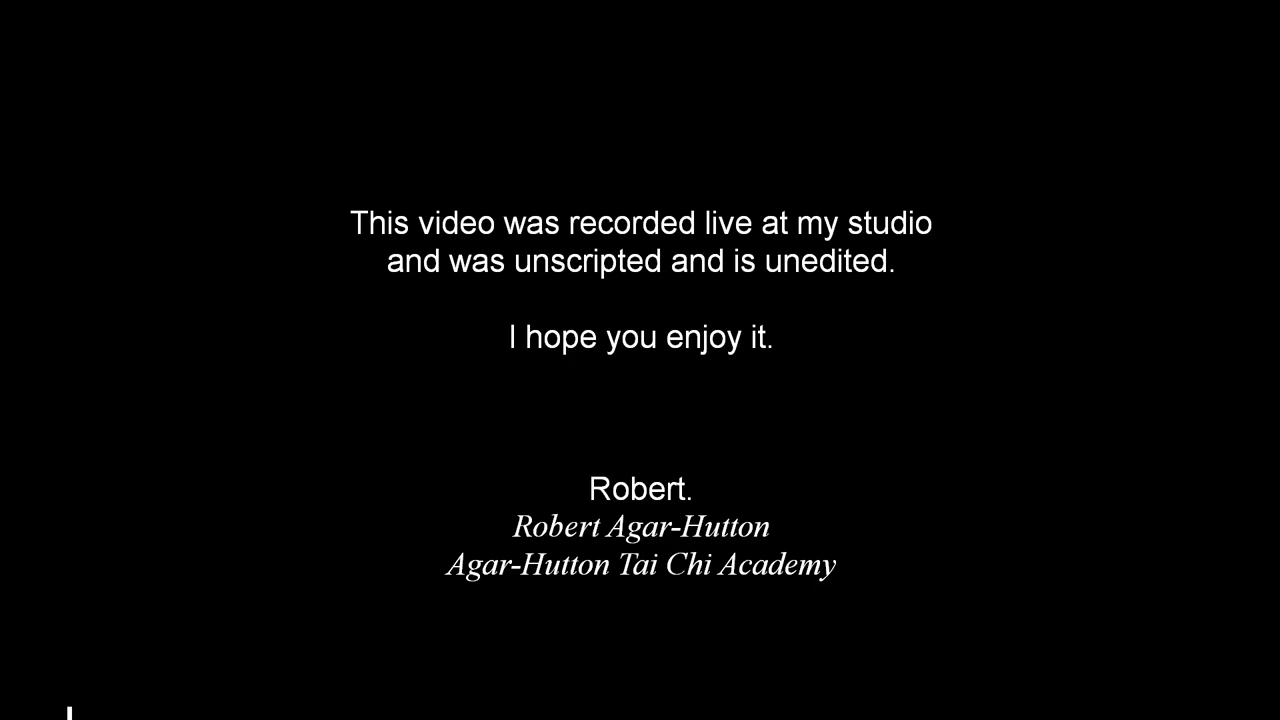 This video was recorded live at my studio
and was unscripted and is unedited.
I hope you enjoy it.
Robert.
Robert Agar-Hutton
Agar-Hutton Tai Chi Academy